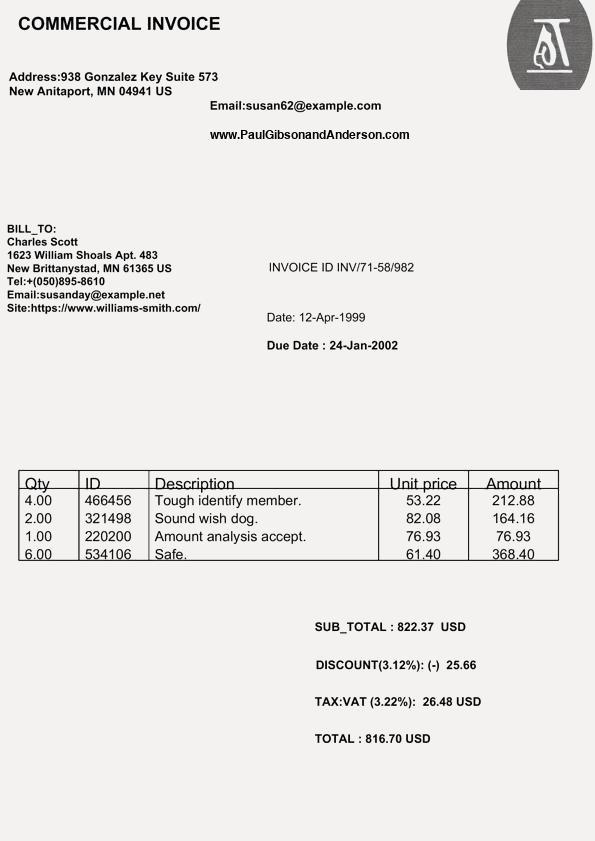 COMMERCIAL INVOICE
Address:938 Gonzalez Key Suite 573
New Anitaport, MN 04941 US
Email:susan62@example.com
www.PaulGibsonandAnderson.com
BILL_TO:
Charles Scott
1623 William Shoals Apt. 483
New Brittanystad, MN 61365 US
Tel:+(050)895-8610
Email:susanday@example.net
Site:https://www.williams-smith.com/
INVOICE ID INV/71-58/982
Date: 12-Apr-1999
Due Date : 24-Jan-2002
Qty ID Description Unit price Amount
4.00 466456 Tough identify member. 53.22 212.88
2.00 321498 Sound wish dog. 82.08 164.16
1.00 220200 Amount analysis accept. 76.93 76.93
6.00 534106 Safe. 61.40 368.40
SUB_TOTAL : 822.37 USD
DISCOUNT(3.12%): (-) 25.66
TAX:VAT (3.22%): 26.48 USD
TOTAL : 816.70 USD